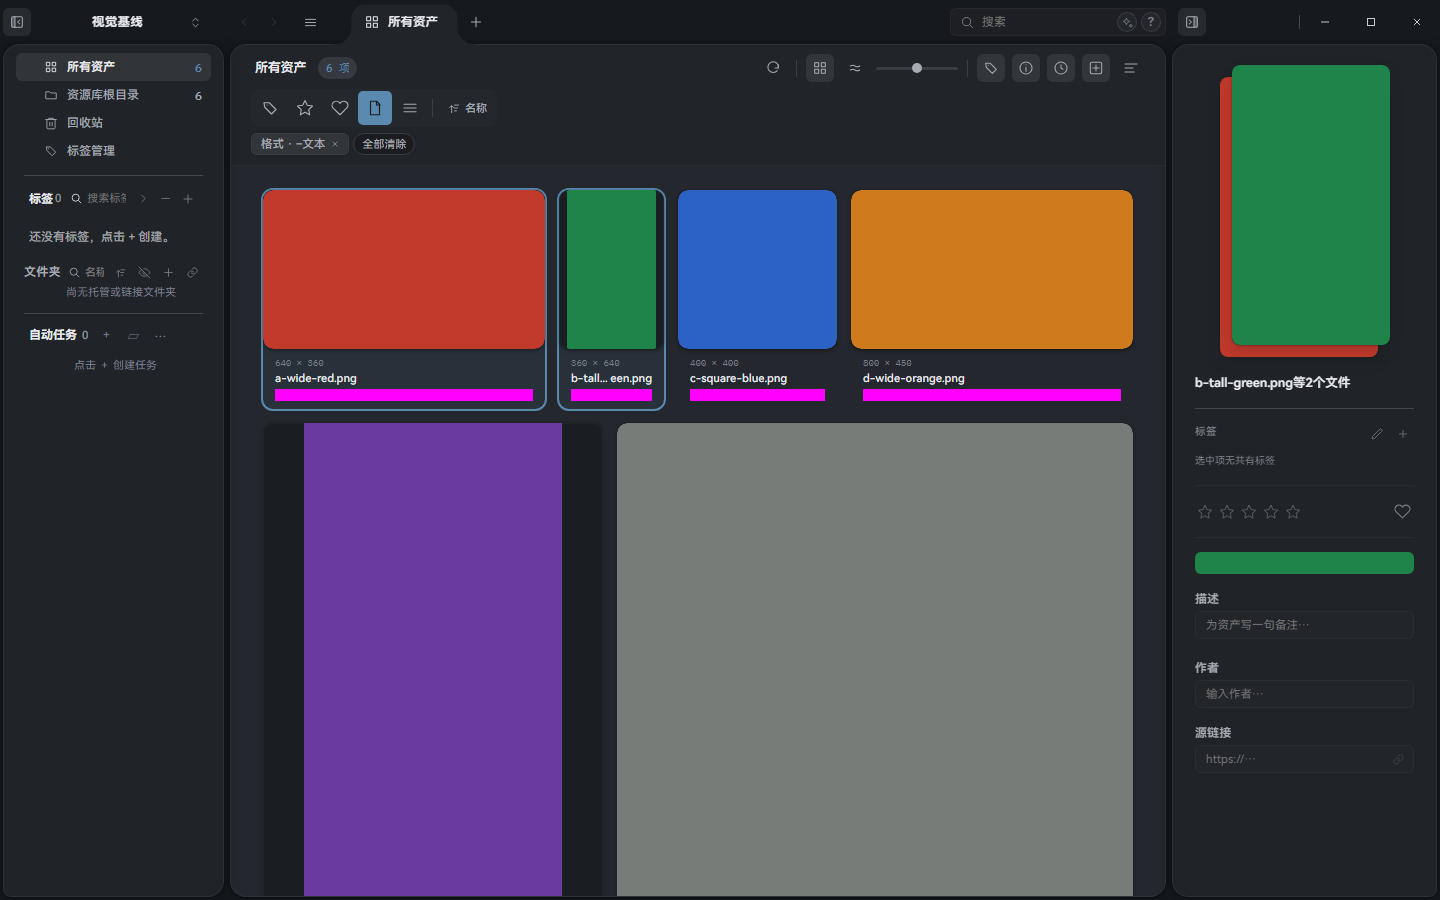 视觉基线
所有资产
搜索
?
所有资产 6
资源库根目录 6
回收站
标签管理
标签 0 搜索标签
还没有标签，点击 + 创建。
文件夹 名称
尚无托管或链接文件夹
自动任务 0 + ...
点击 + 创建任务
所有资产 6 项
名称
格式 · −文本 ×
全部清除
640 × 360
a-wide-red.png
360 × 640
b-tall... een.png
400 × 400
c-square-blue.png
800 × 450
d-wide-orange.png
b-tall-green.png等2个文件
标签
选中项无共有标签
描述
为资产写一句备注…
作者
输入作者…
源链接
https://…